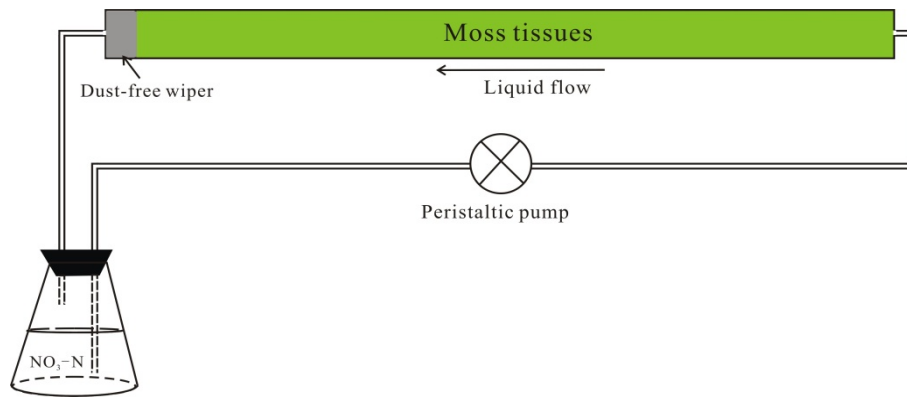 Moss tissues
Dust-free wiper
Liquid flow
Peristaltic pump
NO₃−N